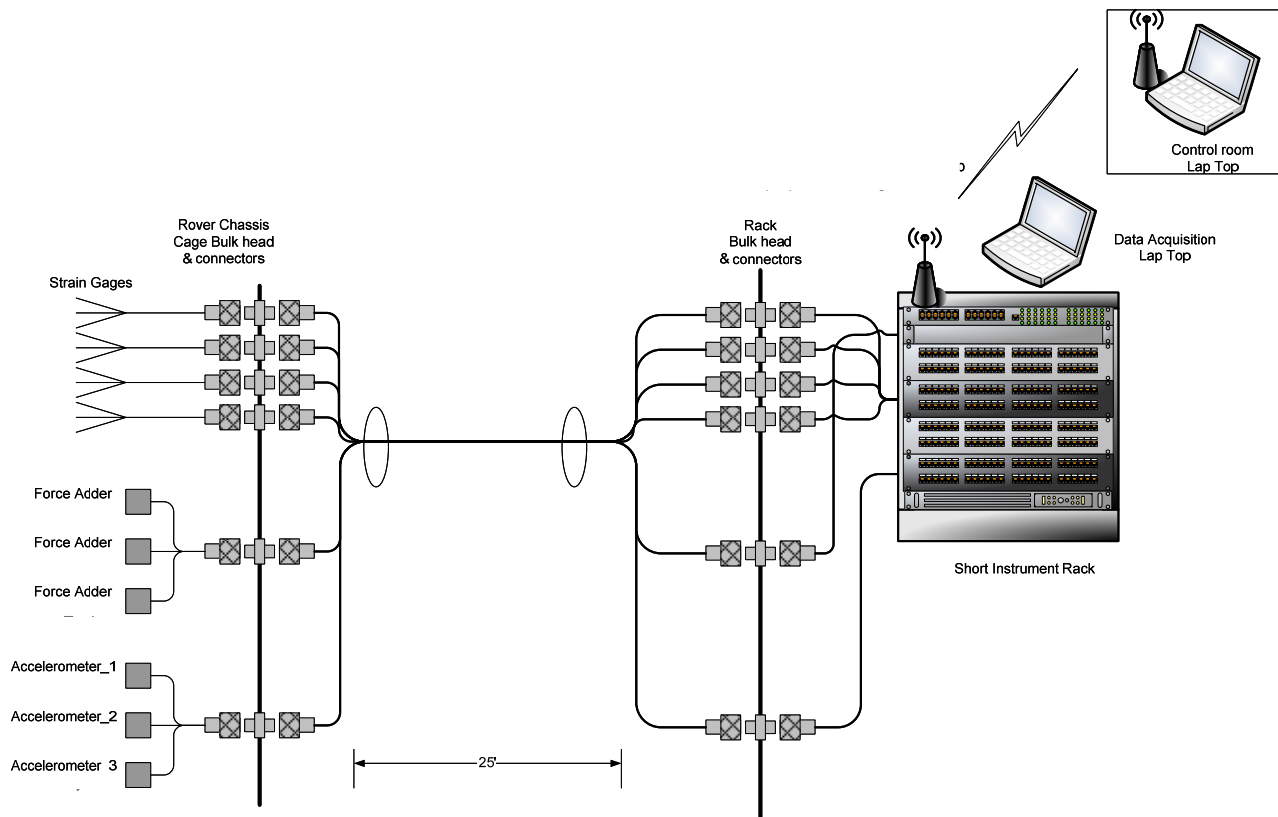 Control room
Lap Top
Rover Chassis
Cage Bulk head
& connectors
Rack
Bulk head
& connectors
Data Acquisition
Lap Top
Strain Gages
Force Adder
Force Adder
Force Adder
Short Instrument Rack
Accelerometer_1
Accelerometer_2
Accelerometer 3
25'